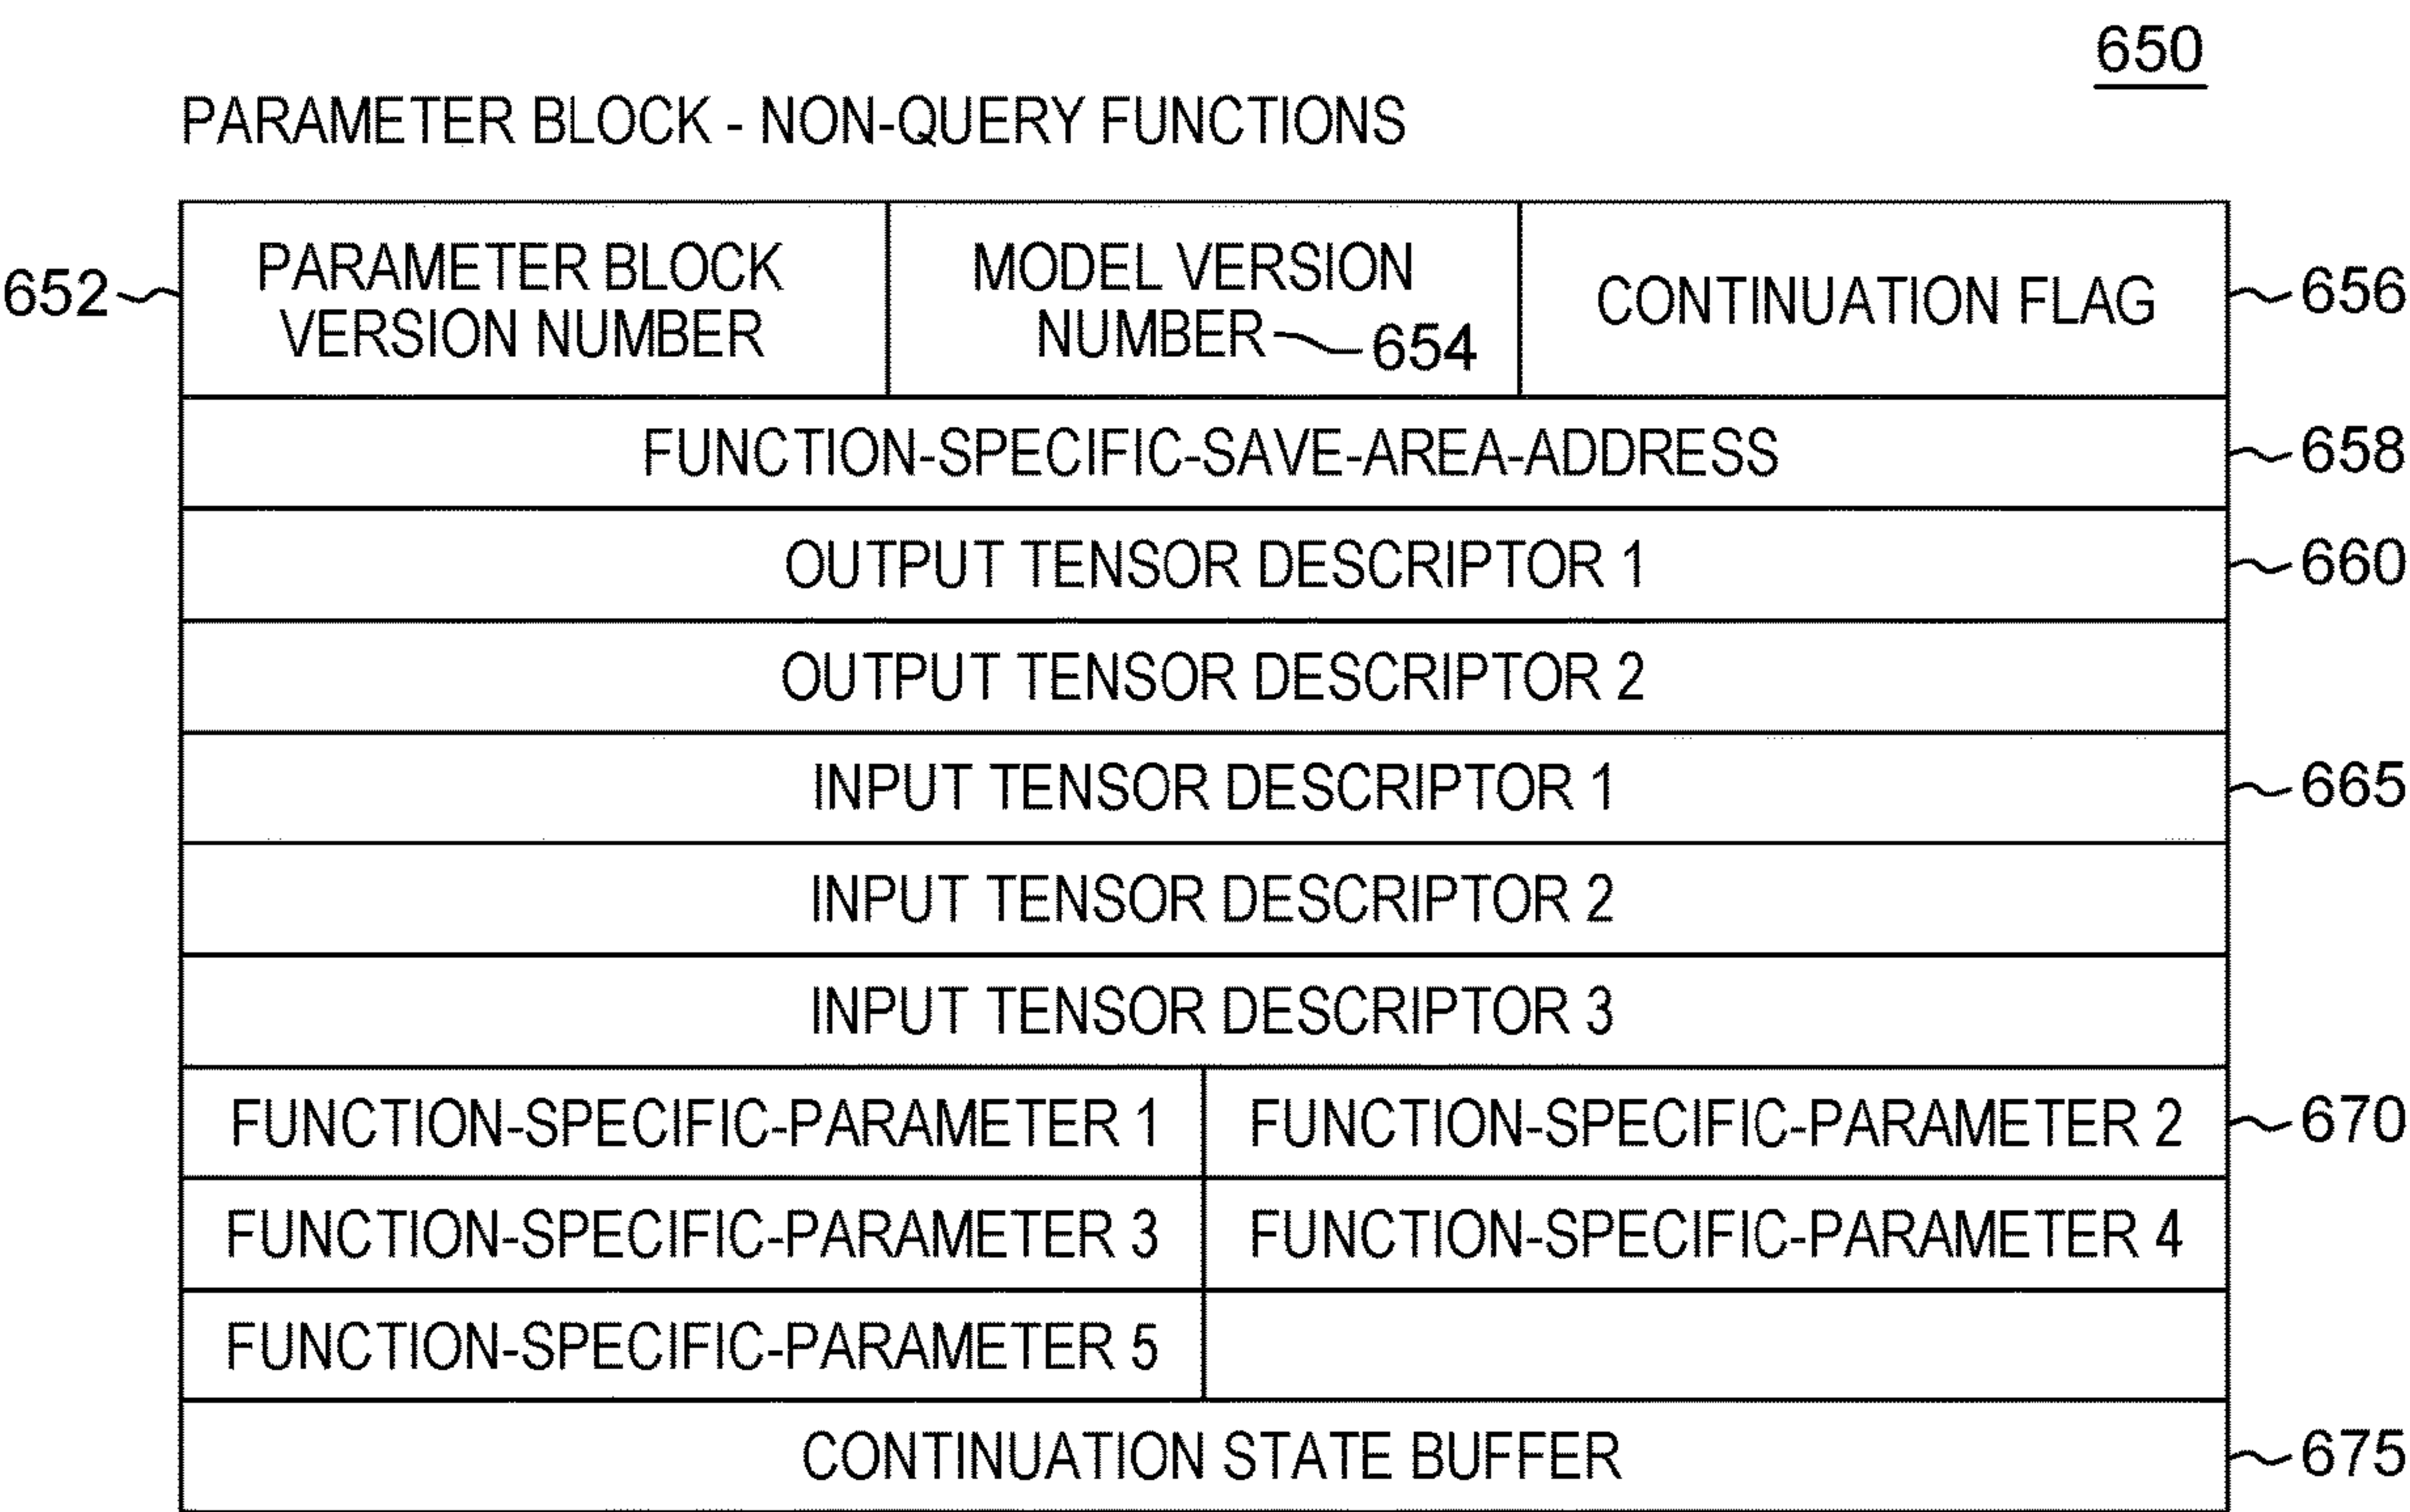 650
PARAMETER BLOCK - NON-QUERY FUNCTIONS
652
PARAMETER BLOCK
VERSION NUMBER
MODEL VERSION
NUMBER
654
CONTINUATION FLAG
656
FUNCTION-SPECIFIC-SAVE-AREA-ADDRESS
658
OUTPUT TENSOR DESCRIPTOR 1
660
OUTPUT TENSOR DESCRIPTOR 2
INPUT TENSOR DESCRIPTOR 1
665
INPUT TENSOR DESCRIPTOR 2
INPUT TENSOR DESCRIPTOR 3
FUNCTION-SPECIFIC-PARAMETER 1
FUNCTION-SPECIFIC-PARAMETER 2
670
FUNCTION-SPECIFIC-PARAMETER 3
FUNCTION-SPECIFIC-PARAMETER 4
FUNCTION-SPECIFIC-PARAMETER 5
CONTINUATION STATE BUFFER
675